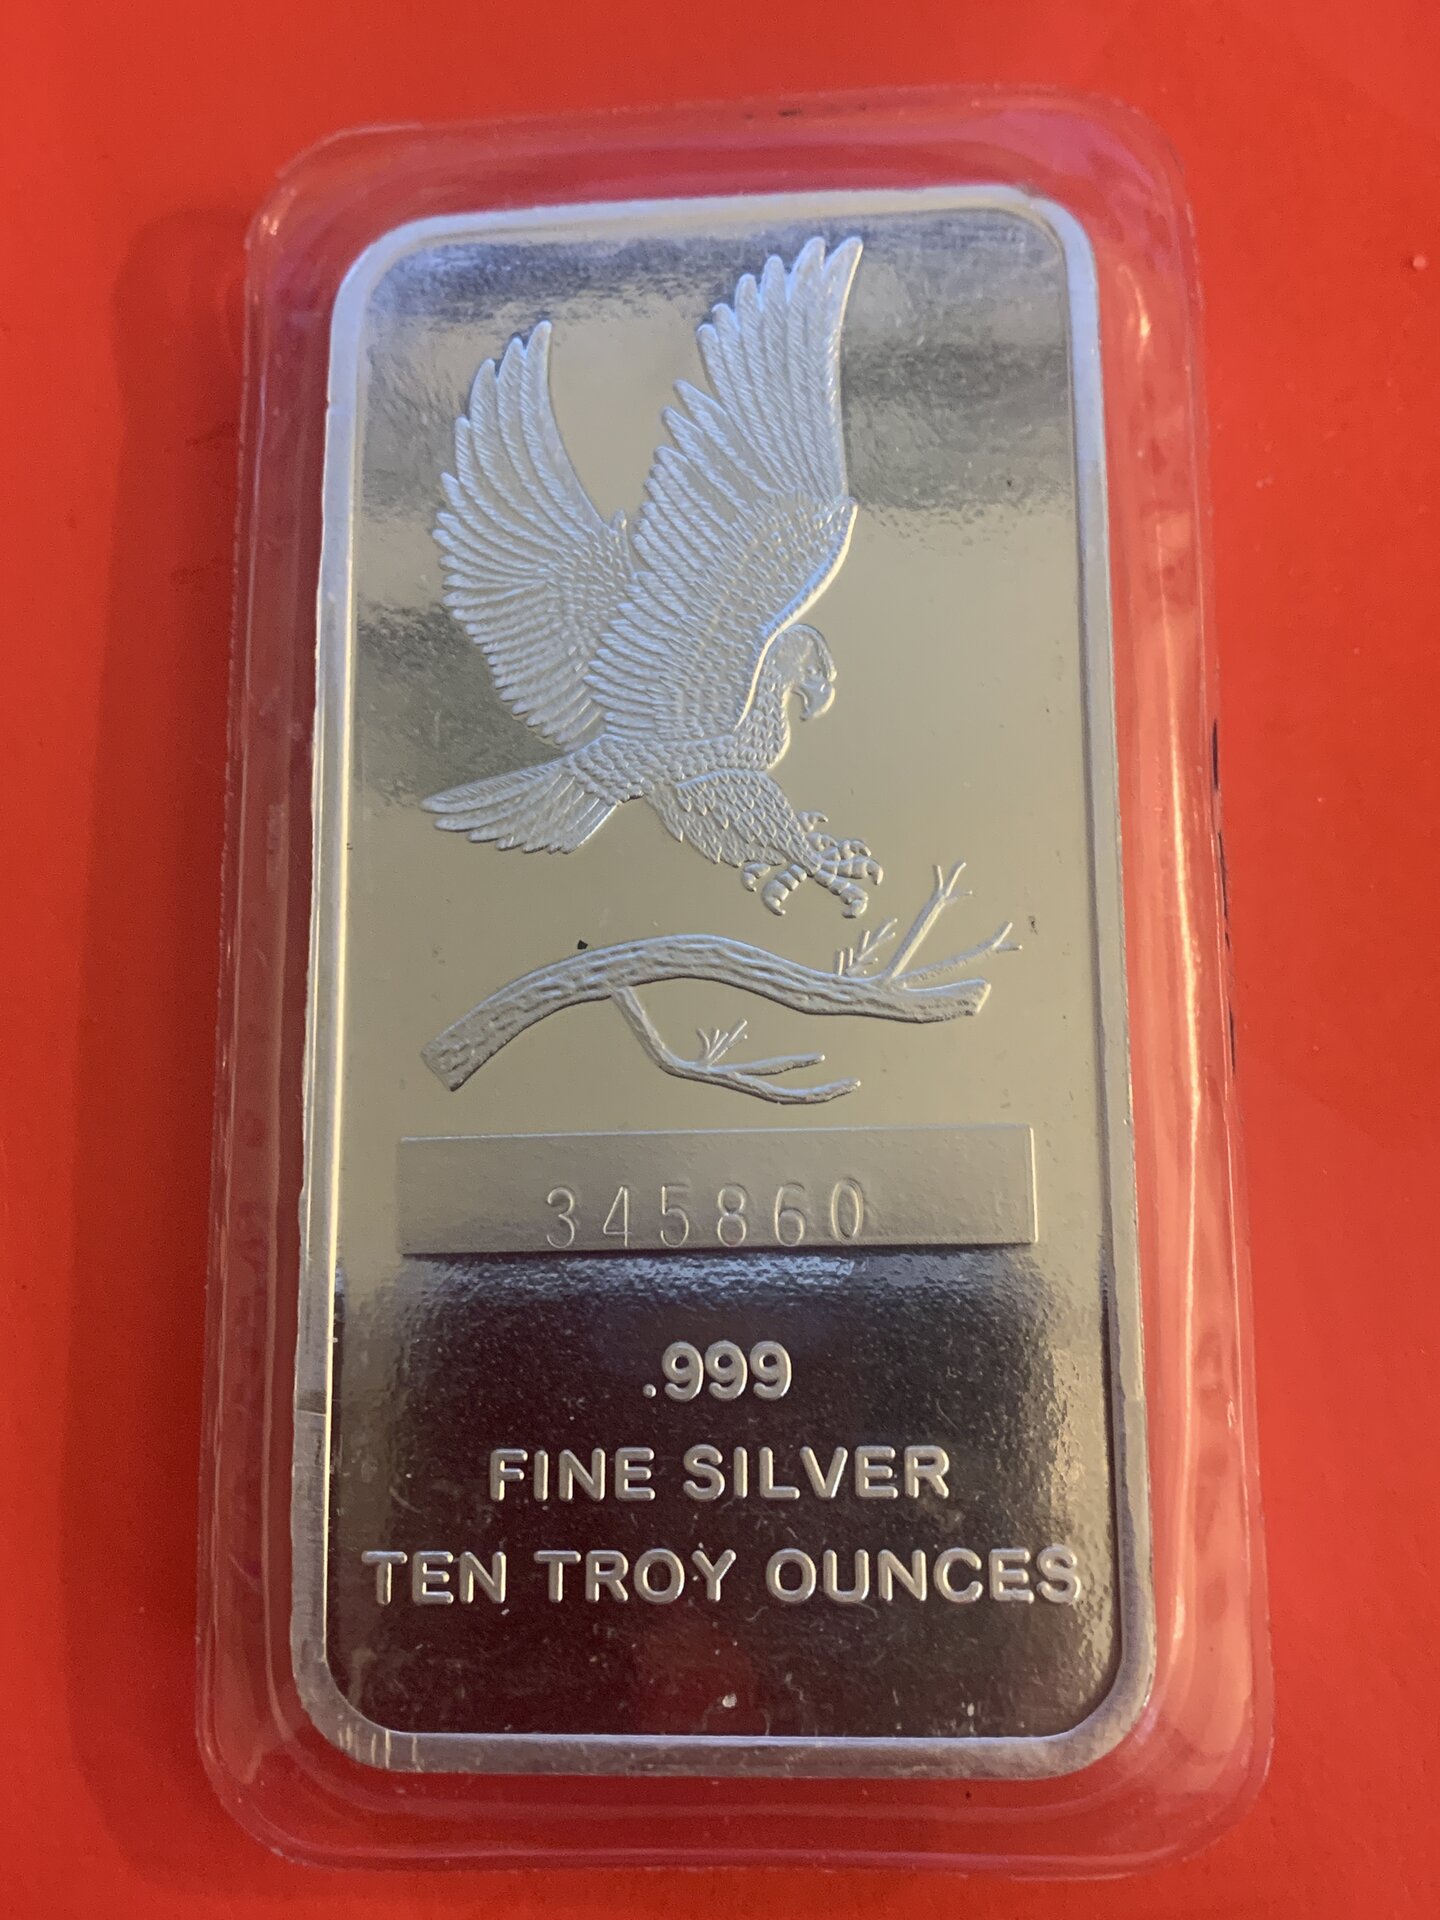 345860
.999
FINE SILVER
TEN TROY OUNCES